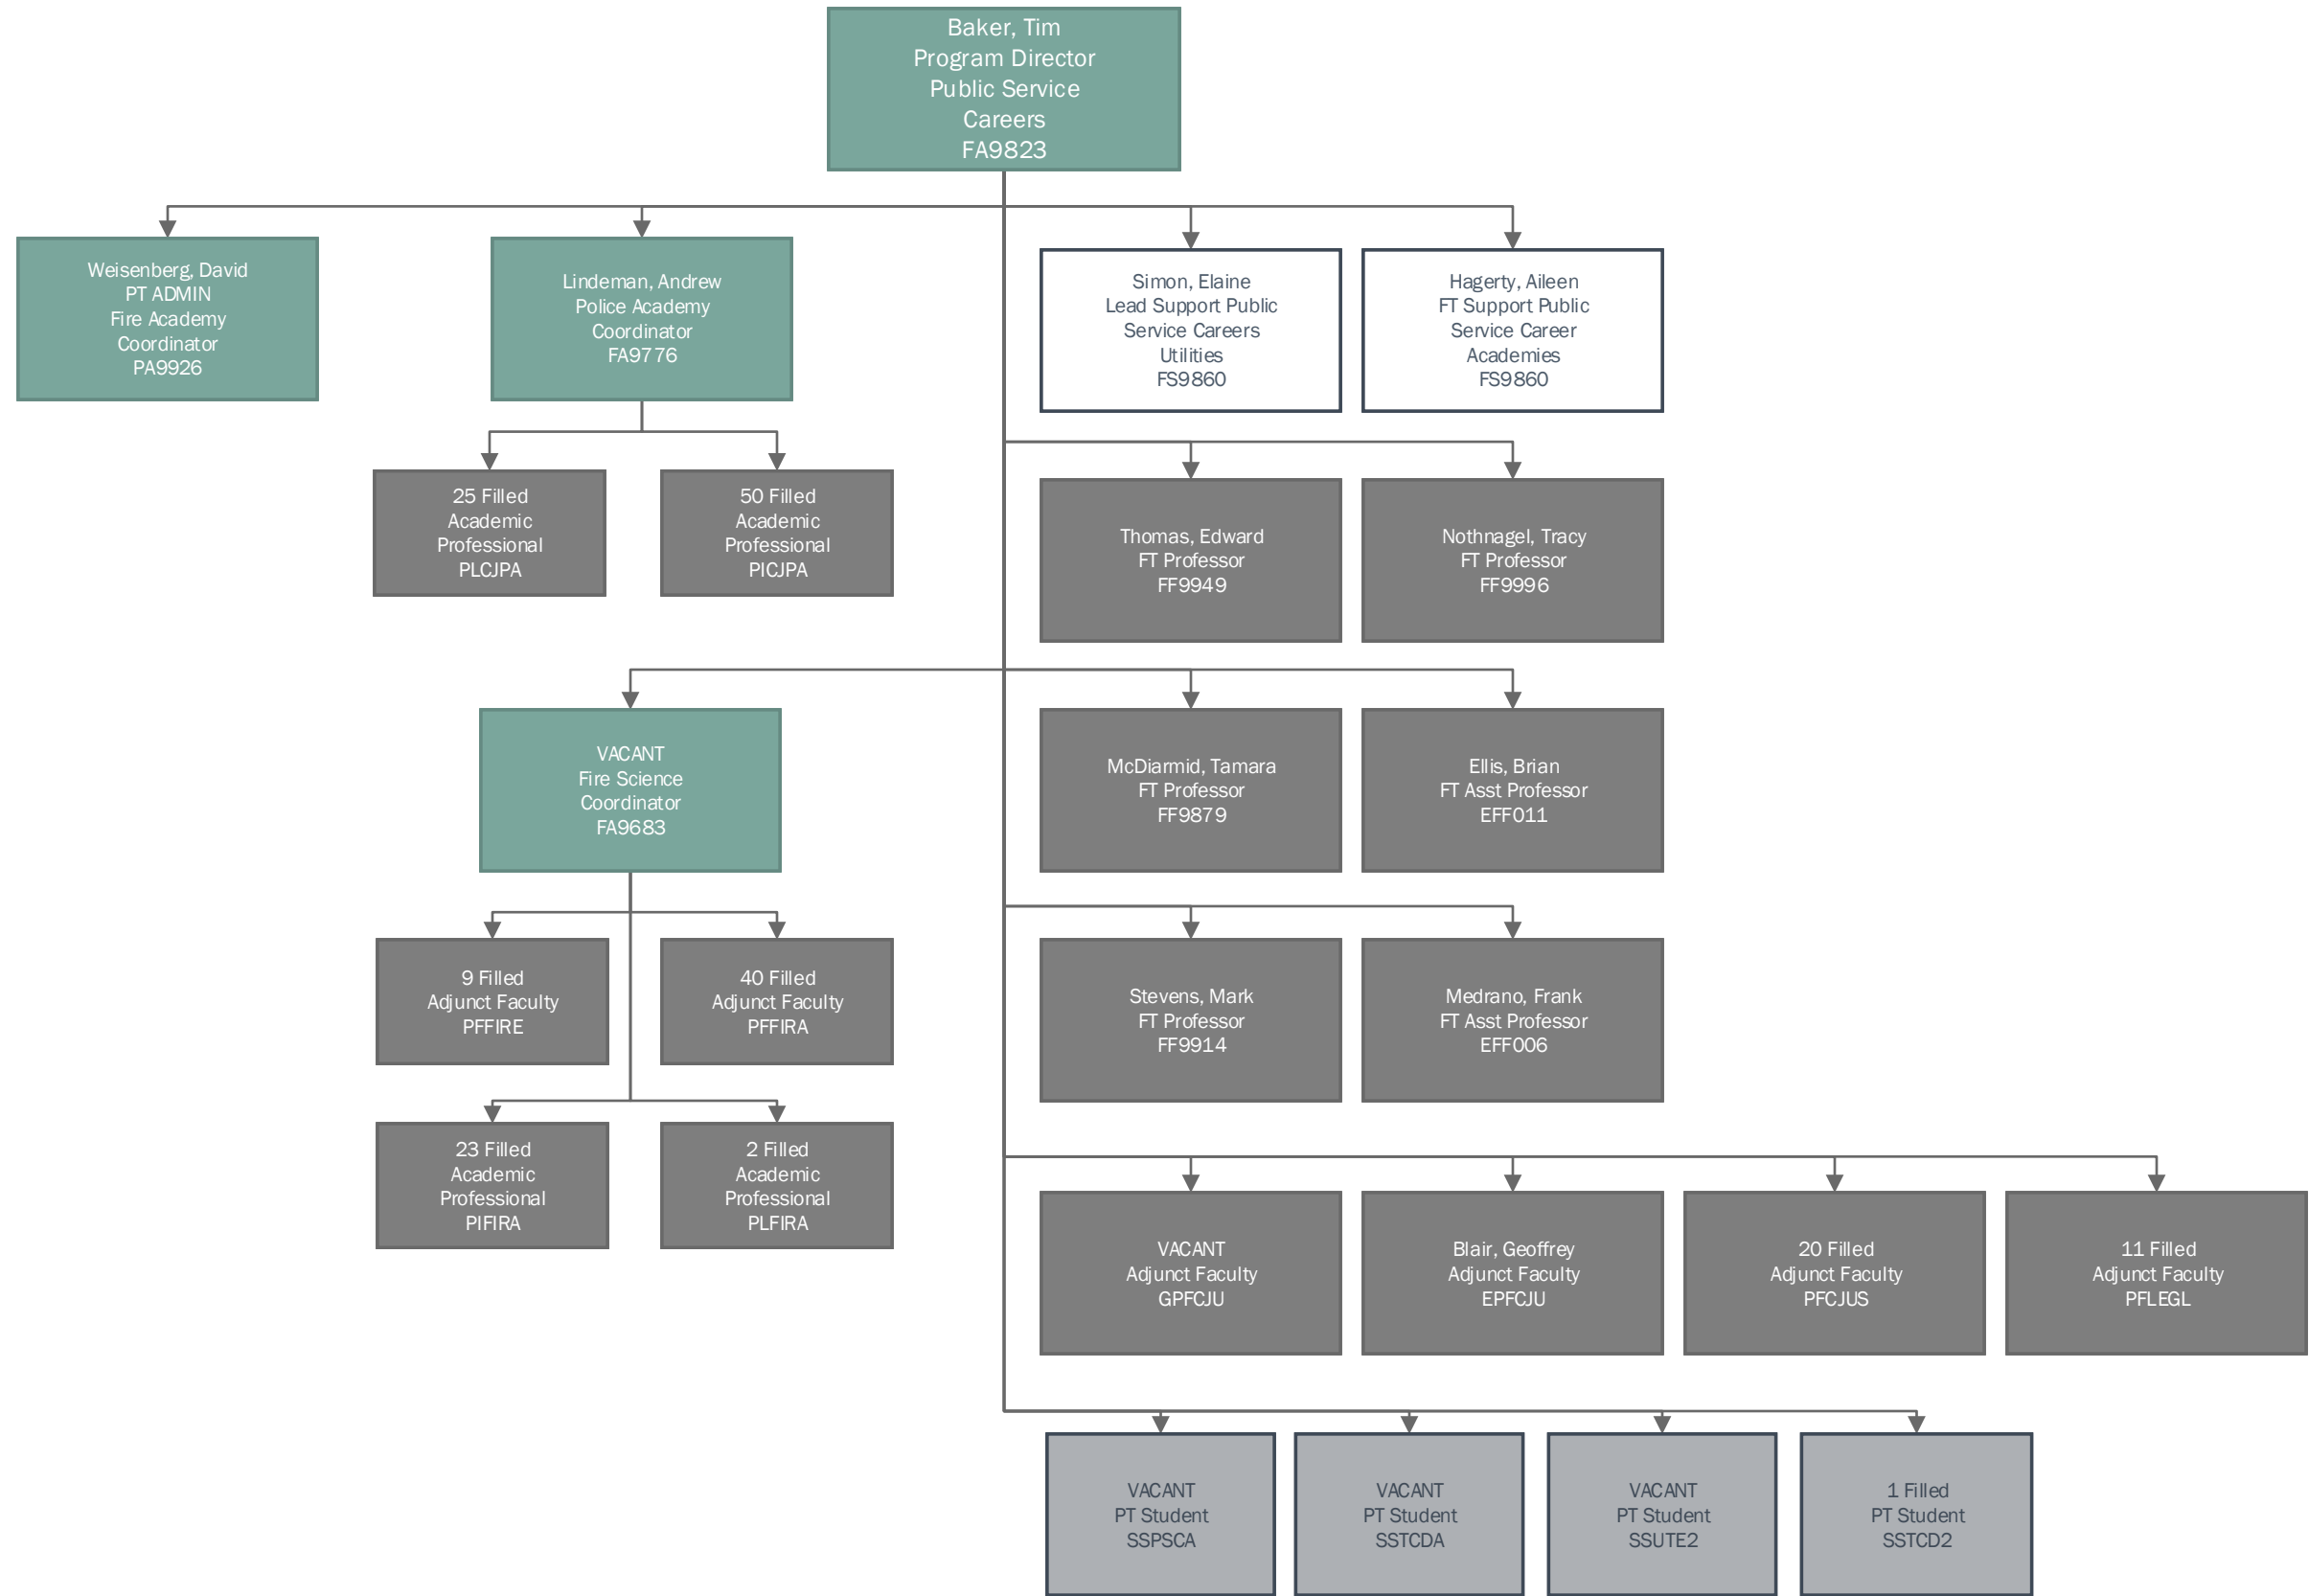 Baker, Tim
Program Director
Public Service
Careers
FA9823
Weisenberg, David
PT ADMIN
Fire Academy
Coordinator
PA9926
Lindeman, Andrew
Police Academy
Coordinator
FA9776
Simon, Elaine
Lead Support Public
Service Careers
Utilities
FS9860
Hagerty, Aileen
FT Support Public
Service Career
Academies
FS9860
25 Filled
Academic
Professional
PLCJPA
50 Filled
Academic
Professional
PICJPA
Thomas, Edward
FT Professor
FF9949
Nothnagel, Tracy
FT Professor
FF9996
VACANT
Fire Science
Coordinator
FA9683
McDiarmid, Tamara
FT Professor
FF9879
Ellis, Brian
FT Asst Professor
EFF011
9 Filled
Adjunct Faculty
PFFIRE
40 Filled
Adjunct Faculty
PFFIRA
Stevens, Mark
FT Professor
FF9914
Medrano, Frank
FT Asst Professor
EFF006
23 Filled
Academic
Professional
PIFIRA
2 Filled
Academic
Professional
PLFIRA
VACANT
Adjunct Faculty
GPFCJU
Blair, Geoffrey
Adjunct Faculty
EPFCJU
20 Filled
Adjunct Faculty
PFCJUS
11 Filled
Adjunct Faculty
PFLEGL
VACANT
PT Student
SSPSCA
VACANT
PT Student
SSTCDA
VACANT
PT Student
SSUTE2
1 Filled
PT Student
SSTCD2